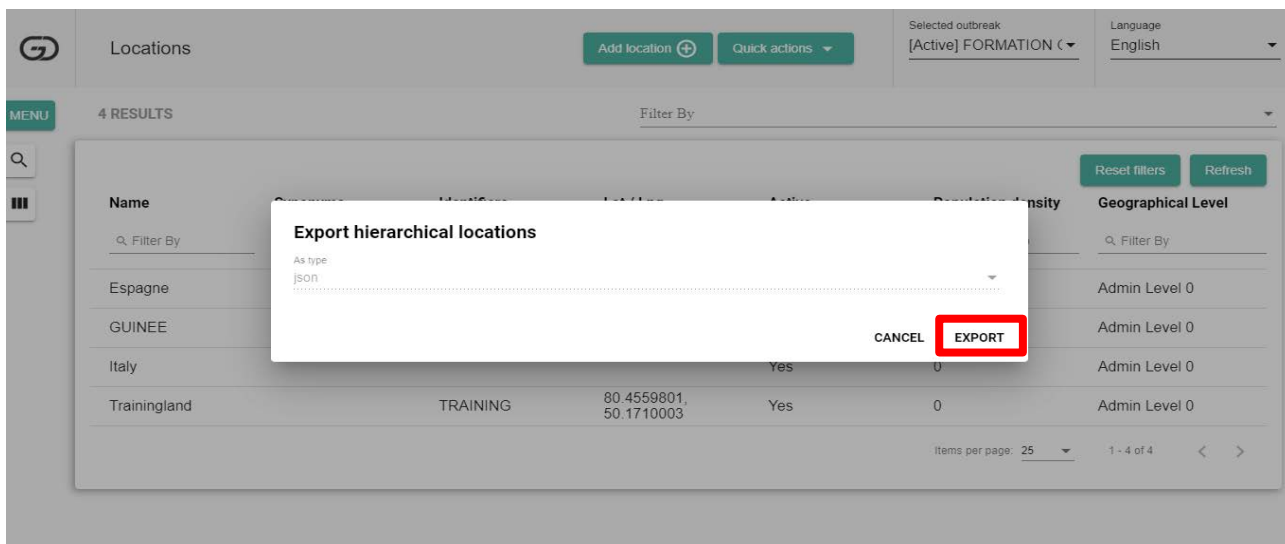 Locations
Add location
Quick actions
Selected outbreak
[Active] FORMATION
Language
English
MENU
4 RESULTS
Filter By
Reset filters
Refresh
Name
Geographical Level
Filter By
Filter By
Export hierarchical locations
As type
json
CANCEL
EXPORT
Espagne
Admin Level 0
GUINEE
Admin Level 0
Italy
Yes
0
Admin Level 0
Trainingland
TRAINING
80.4559801,
50.1710003
Yes
0
Admin Level 0
Items per page: 25
1 - 4 of 4